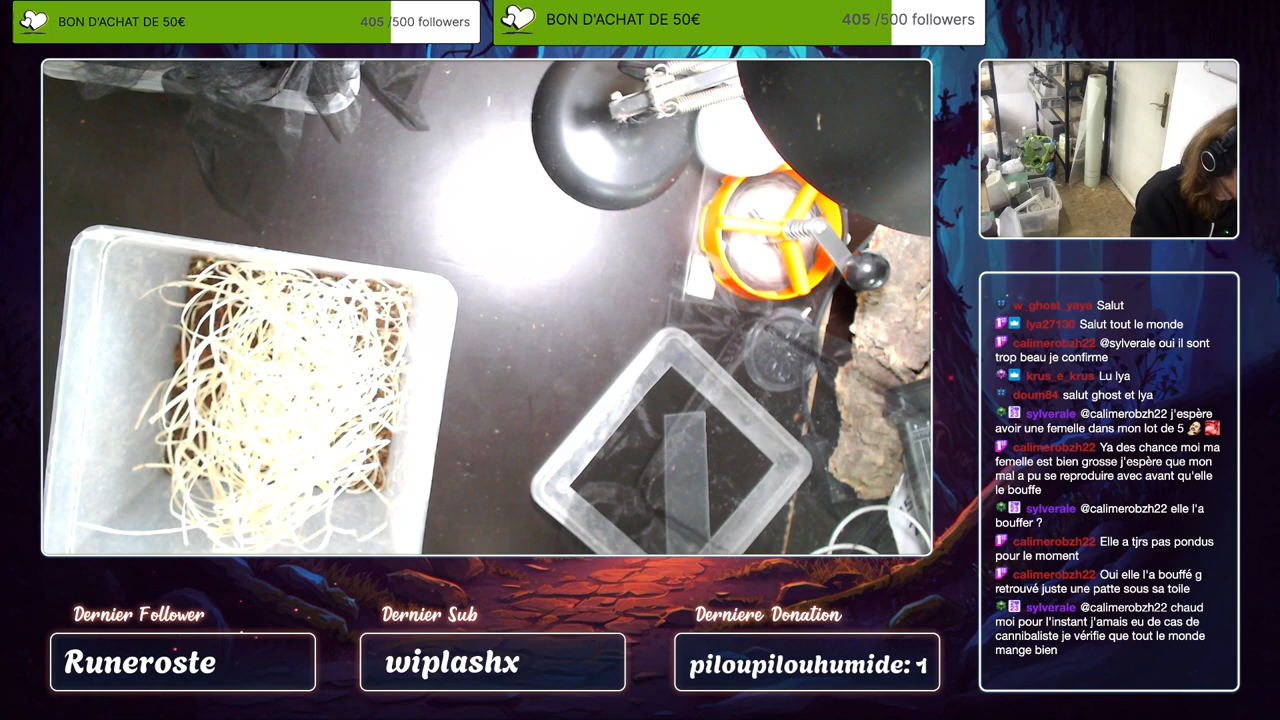 BON D'ACHAT DE 50€ 405 /500 followers
BON D'ACHAT DE 50€ 405 /500 followers
w_ghost_yaya Salut
lya27130 Salut tout le monde
calimerobzh22 @sylverale oui il sont
trop beau je confirme
krus_e_krus Lu lya
doum84 salut ghost et lya
sylverale @calimerobzh22 j'espère
avoir une femelle dans mon lot de 5
calimerobzh22 Ya des chance moi ma
femelle est bien grosse j'espère que mon
mal a pu se reproduire avec avant qu'elle
le bouffe
sylverale @calimerobzh22 elle l'a
bouffer ?
calimerobzh22 Elle a tjrs pas pondus
pour le moment
calimerobzh22 Oui elle l'a bouffé g
retrouvé juste une patte sous sa toile
sylverale @calimerobzh22 chaud
moi pour l'instant j'amais eu de cas de
cannibaliste je vérifie que tout le monde
mange bien
Dernier Follower
Runeroste
Dernier Sub
wiplashx
Derniere Donation
piloupilouhumide: 1